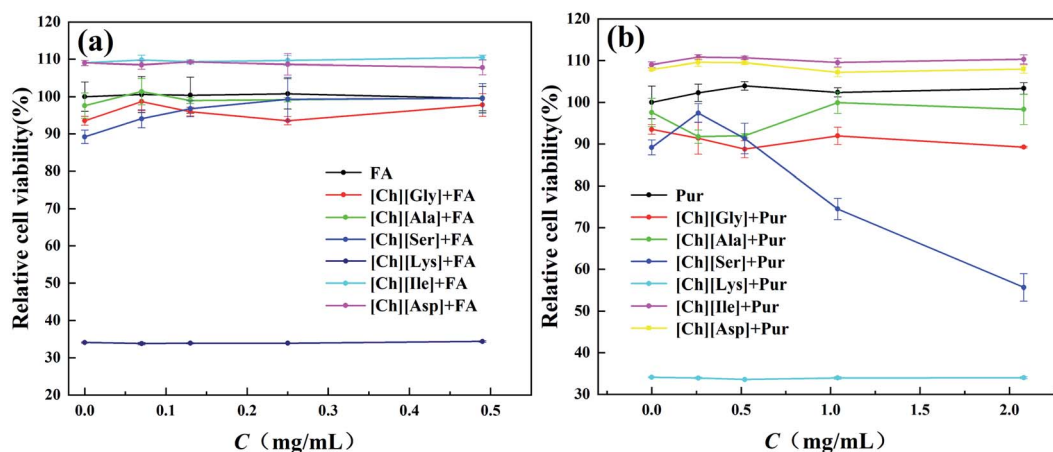 (a)
Relative cell viability(%)
120
110
100
90
80
70
60
50
40
30
20
FA
[Ch][Gly]+FA
[Ch][Ala]+FA
[Ch][Ser]+FA
[Ch][Lys]+FA
[Ch][Ile]+FA
[Ch][Asp]+FA
0.0 0.1 0.2 0.3 0.4 0.5
C（mg/mL）
(b)
Relative cell viability(%)
120
110
100
90
80
70
60
50
40
30
Pur
[Ch][Gly]+Pur
[Ch][Ala]+Pur
[Ch][Ser]+Pur
[Ch][Lys]+Pur
[Ch][Ile]+Pur
[Ch][Asp]+Pur
0.0 0.5 1.0 1.5 2.0
C（mg/mL）